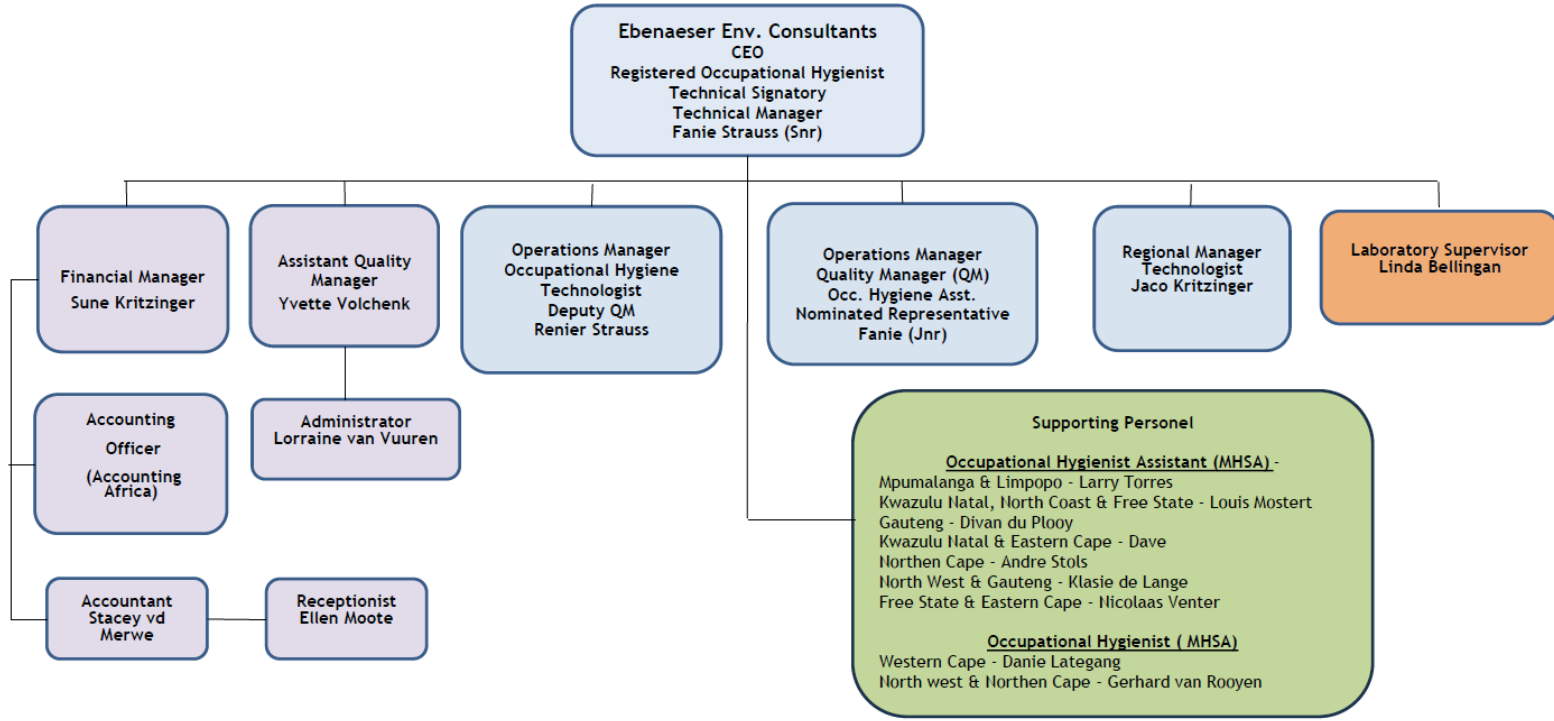 Ebenaeser Env. Consultants
CEO
Registered Occupational Hygienist
Technical Signatory
Technical Manager
Fanie Strauss (Snr)
Financial Manager
Sune Kritzinger
Assistant Quality
Manager
Yvette Volchenk
Operations Manager
Occupational Hygiene
Technologist
Deputy QM
Renier Strauss
Operations Manager
Quality Manager (QM)
Occ. Hygiene Asst.
Nominated Representative
Fanie (Jnr)
Regional Manager
Technologist
Jaco Kritzinger
Laboratory Supervisor
Linda Bellingan
Accounting
Officer
(Accounting
Africa)
Administrator
Lorraine van Vuuren
Accountant
Stacey vd
Merwe
Receptionist
Ellen Moote
Supporting Personel
Occupational Hygienist Assistant (MHSA) -
Mpumalanga & Limpopo - Larry Torres
Kwazulu Natal, North Coast & Free State - Louis Mostert
Gauteng - Divan du Plooy
Kwazulu Natal & Eastern Cape - Dave
Northen Cape - Andre Stols
North West & Gauteng - Klasie de Lange
Free State & Eastern Cape - Nicolaas Venter
Occupational Hygienist ( MHSA)
Western Cape - Danie Lategang
North west & Northen Cape - Gerhard van Rooyen